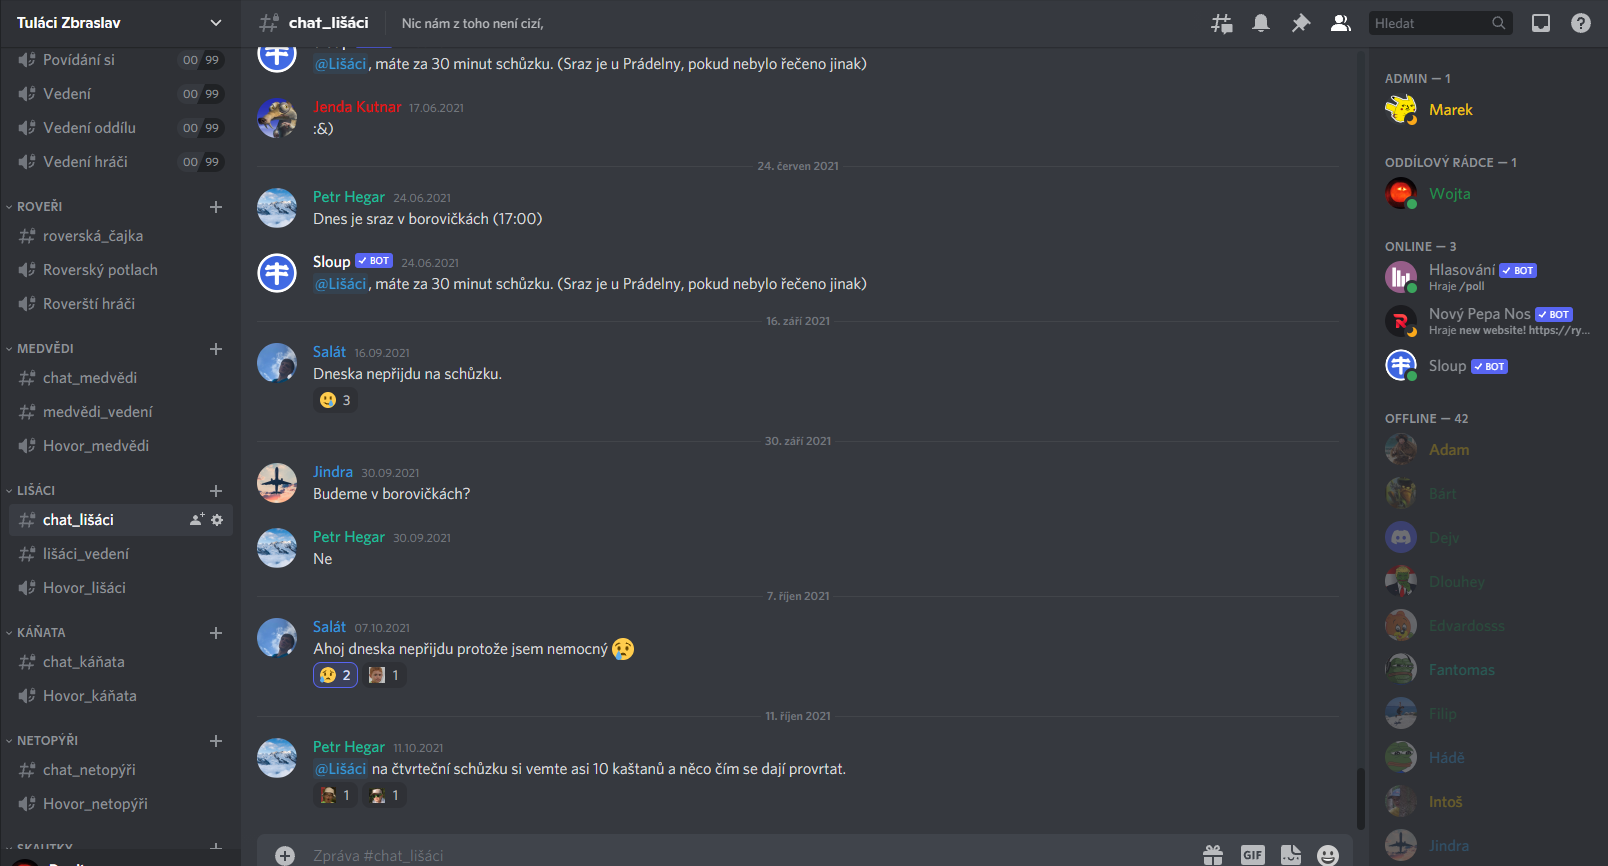 Tuláci Zbraslav
Povídání si 00 99
Vedení 00 99
Vedení oddílu 00 99
Vedení hráči 00 99
ROVEŘI
roverská_čajka
Roverský potlach
Roverští hráči
MEDVĚDI
chat_medvědi
medvědi_vedení
Hovor_medvědi
LIŠÁCI
chat_lišáci
lišáci_vedení
Hovor_lišáci
KÁŇATA
chat_káňata
Hovor_káňata
NETOPÝŘI
chat_netopýři
Hovor_netopýři
SKAUTKY
chat_lišáci Nic nám z toho není cizí,
Hledat
@Lišáci, máte za 30 minut schůzku. (Sraz je u Prádelny, pokud nebylo řečeno jinak)
Jenda Kutnar 17.06.2021
:&)
24. červen 2021
Petr Hegar 24.06.2021
Dnes je sraz v borovičkách (17:00)
Sloup BOT 24.06.2021
@Lišáci, máte za 30 minut schůzku. (Sraz je u Prádelny, pokud nebylo řečeno jinak)
16. září 2021
Salát 16.09.2021
Dneska nepřijdu na schůzku.
3
30. září 2021
Jindra 30.09.2021
Budeme v borovičkách?
Petr Hegar 30.09.2021
Ne
7. říjen 2021
Salát 07.10.2021
Ahoj dneska nepřijdu protože jsem nemocný
2 1
11. říjen 2021
Petr Hegar 11.10.2021
@Lišáci na čtvrteční schůzku si vemte asi 10 kaštanů a něco čím se dají provrtat.
1 1
Zpráva #chat_lišáci
GIF
ADMIN — 1
Marek
ODDÍLOVÝ RÁDCE — 1
Wojta
ONLINE — 3
Hlasování BOT
Hraje /poll
Nový Pepa Nos BOT
Hraje new website! https://ry...
Sloup BOT
OFFLINE — 42
Adam
Bárt
Dejv
Dlouhey
Edvardosss
Fantomas
Filip
Hádě
Intoš
Jindra